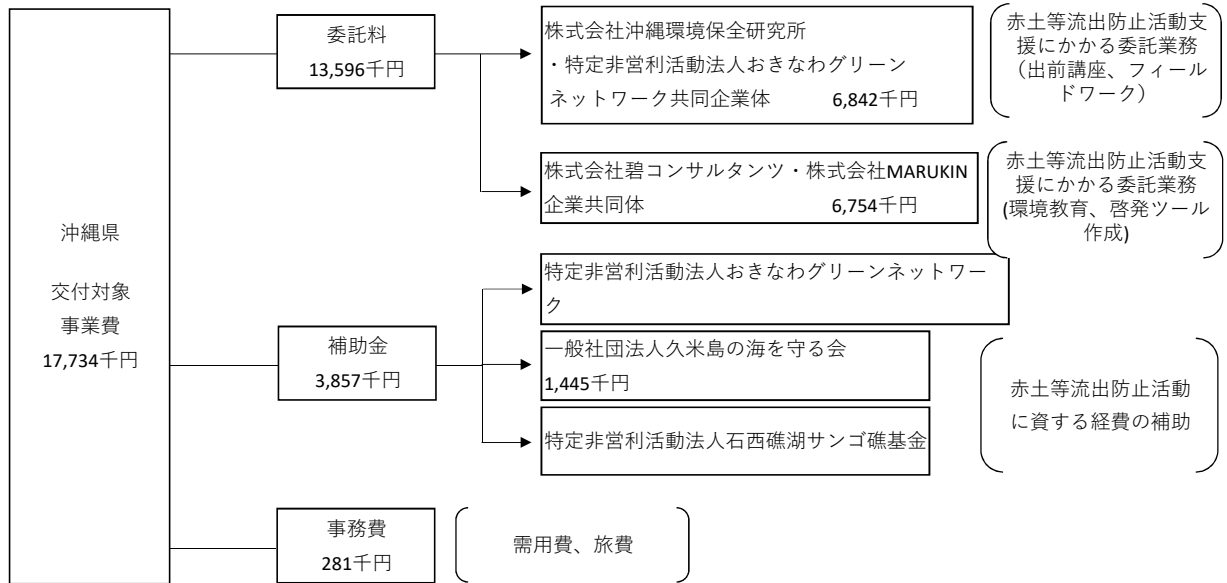 沖縄県
交付対象
事業費
17,734千円
委託料
13,596千円
株式会社沖縄環境保全研究所
・特定非営利活動法人おきなわグリーン
ネットワーク共同企業体 6,842千円
赤土等流出防止活動支
援にかかる委託業務
（出前講座、フィール
ドワーク）
株式会社碧コンサルタンツ・株式会社MARUKIN
企業共同体 6,754千円
赤土等流出防止活動支
援にかかる委託業務
(環境教育、啓発ツール
作成)
補助金
3,857千円
特定非営利活動法人おきなわグリーンネットワー
ク
一般社団法人久米島の海を守る会
1,445千円
特定非営利活動法人石西礁湖サンゴ礁基金
赤土等流出防止活動
に資する経費の補助
事務費
281千円
需用費、旅費